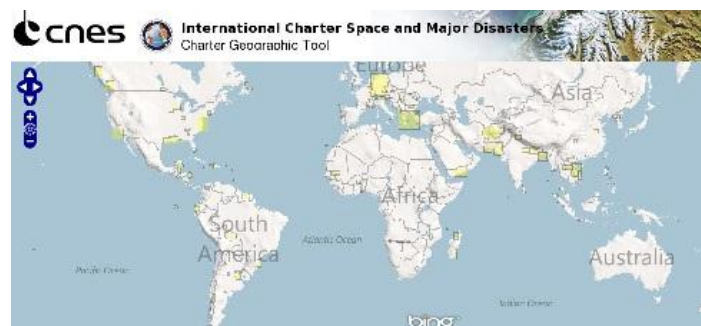 cnes
International Charter Space and Major Disasters
Charter Geographic Tool
Europe
Asia
Africa
South
America
Atlantic Ocean
Australia
Pacific Ocean
Indian Ocean
bing